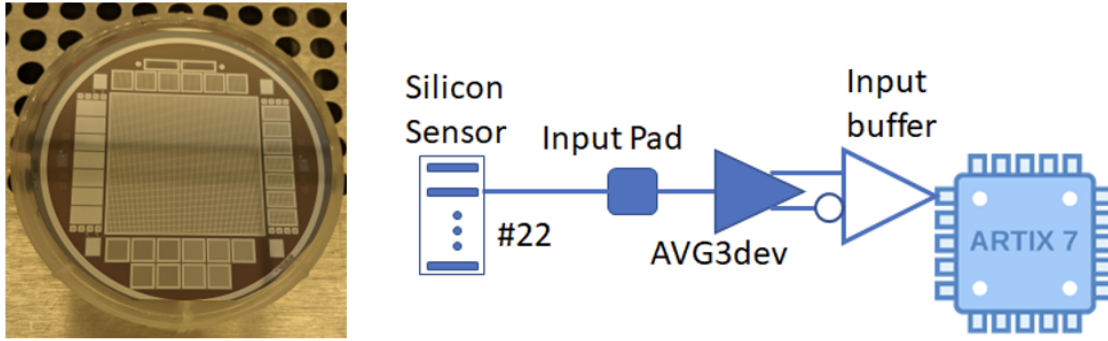 Silicon
Sensor
#22
Input Pad
AVG3dev
Input
buffer
ARTIX 7